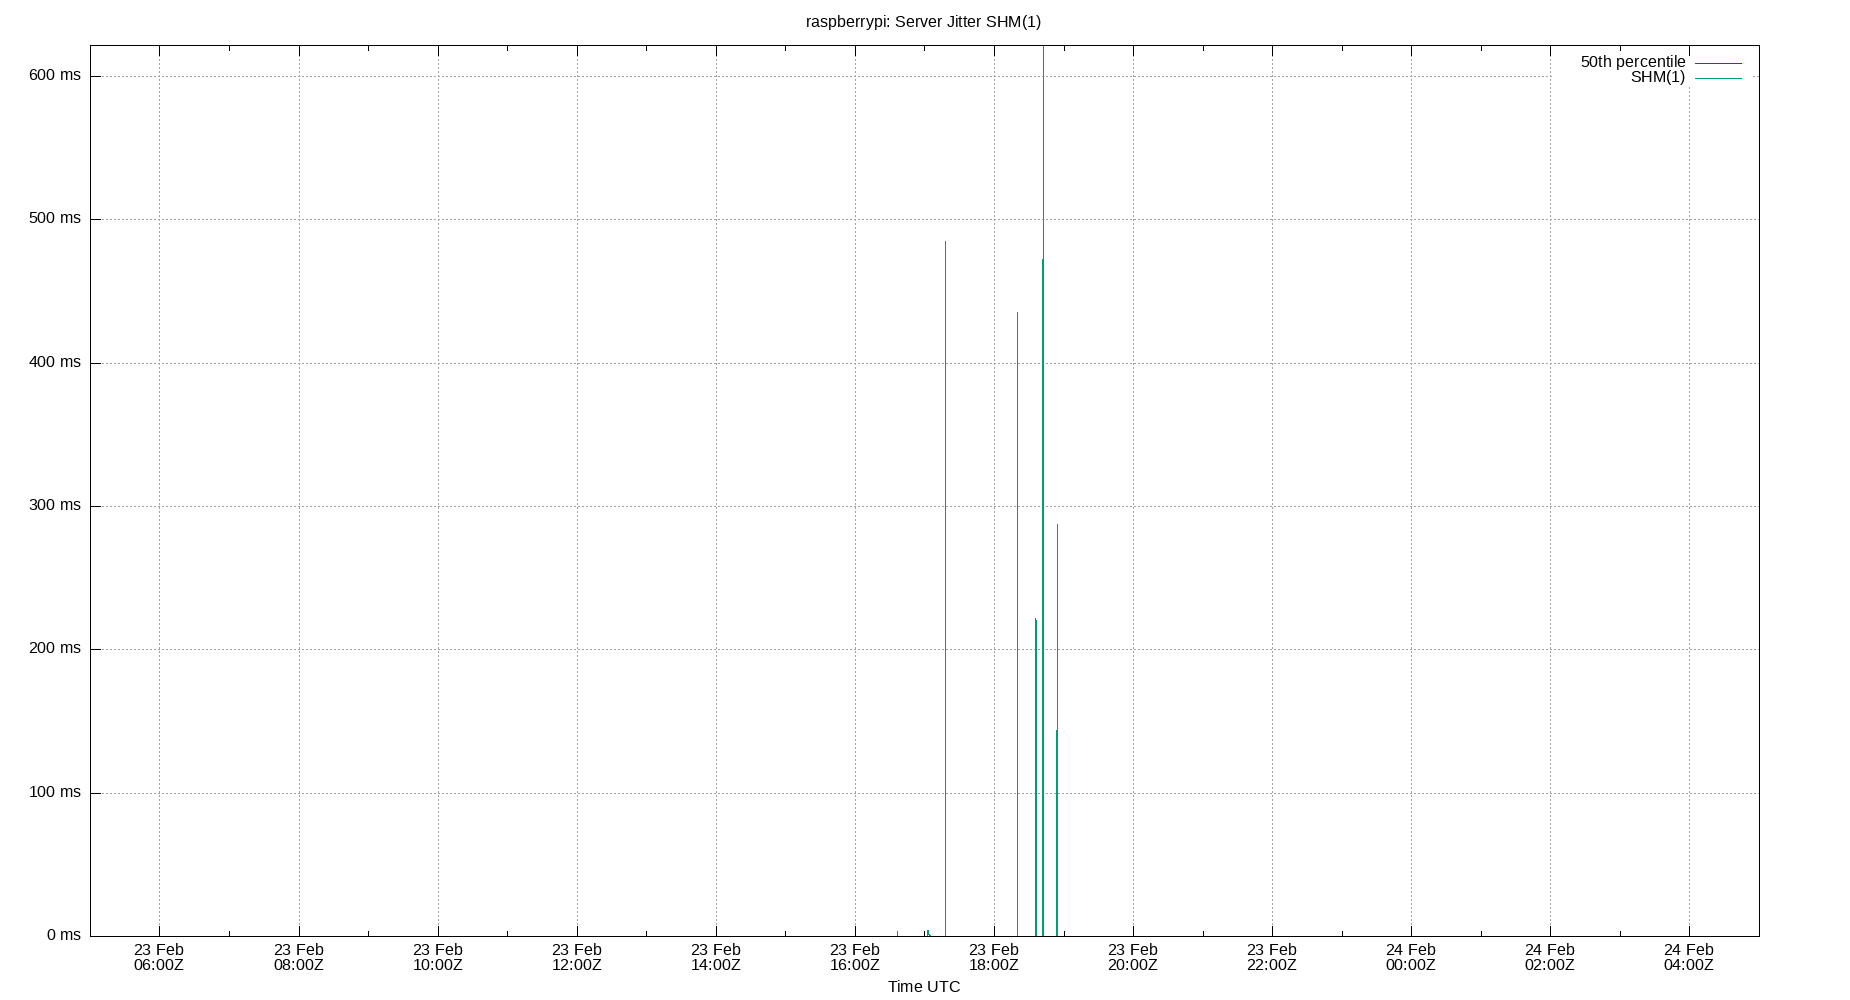 raspberrypi: Server Jitter SHM(1)
600 ms
500 ms
400 ms
300 ms
200 ms
100 ms
0 ms
50th percentile
SHM(1)
23 Feb 23 Feb 23 Feb 23 Feb 23 Feb 23 Feb 23 Feb 23 Feb 23 Feb 24 Feb 24 Feb 24 Feb
06:00Z 08:00Z 10:00Z 12:00Z 14:00Z 16:00Z 18:00Z 20:00Z 22:00Z 00:00Z 02:00Z 04:00Z
Time UTC